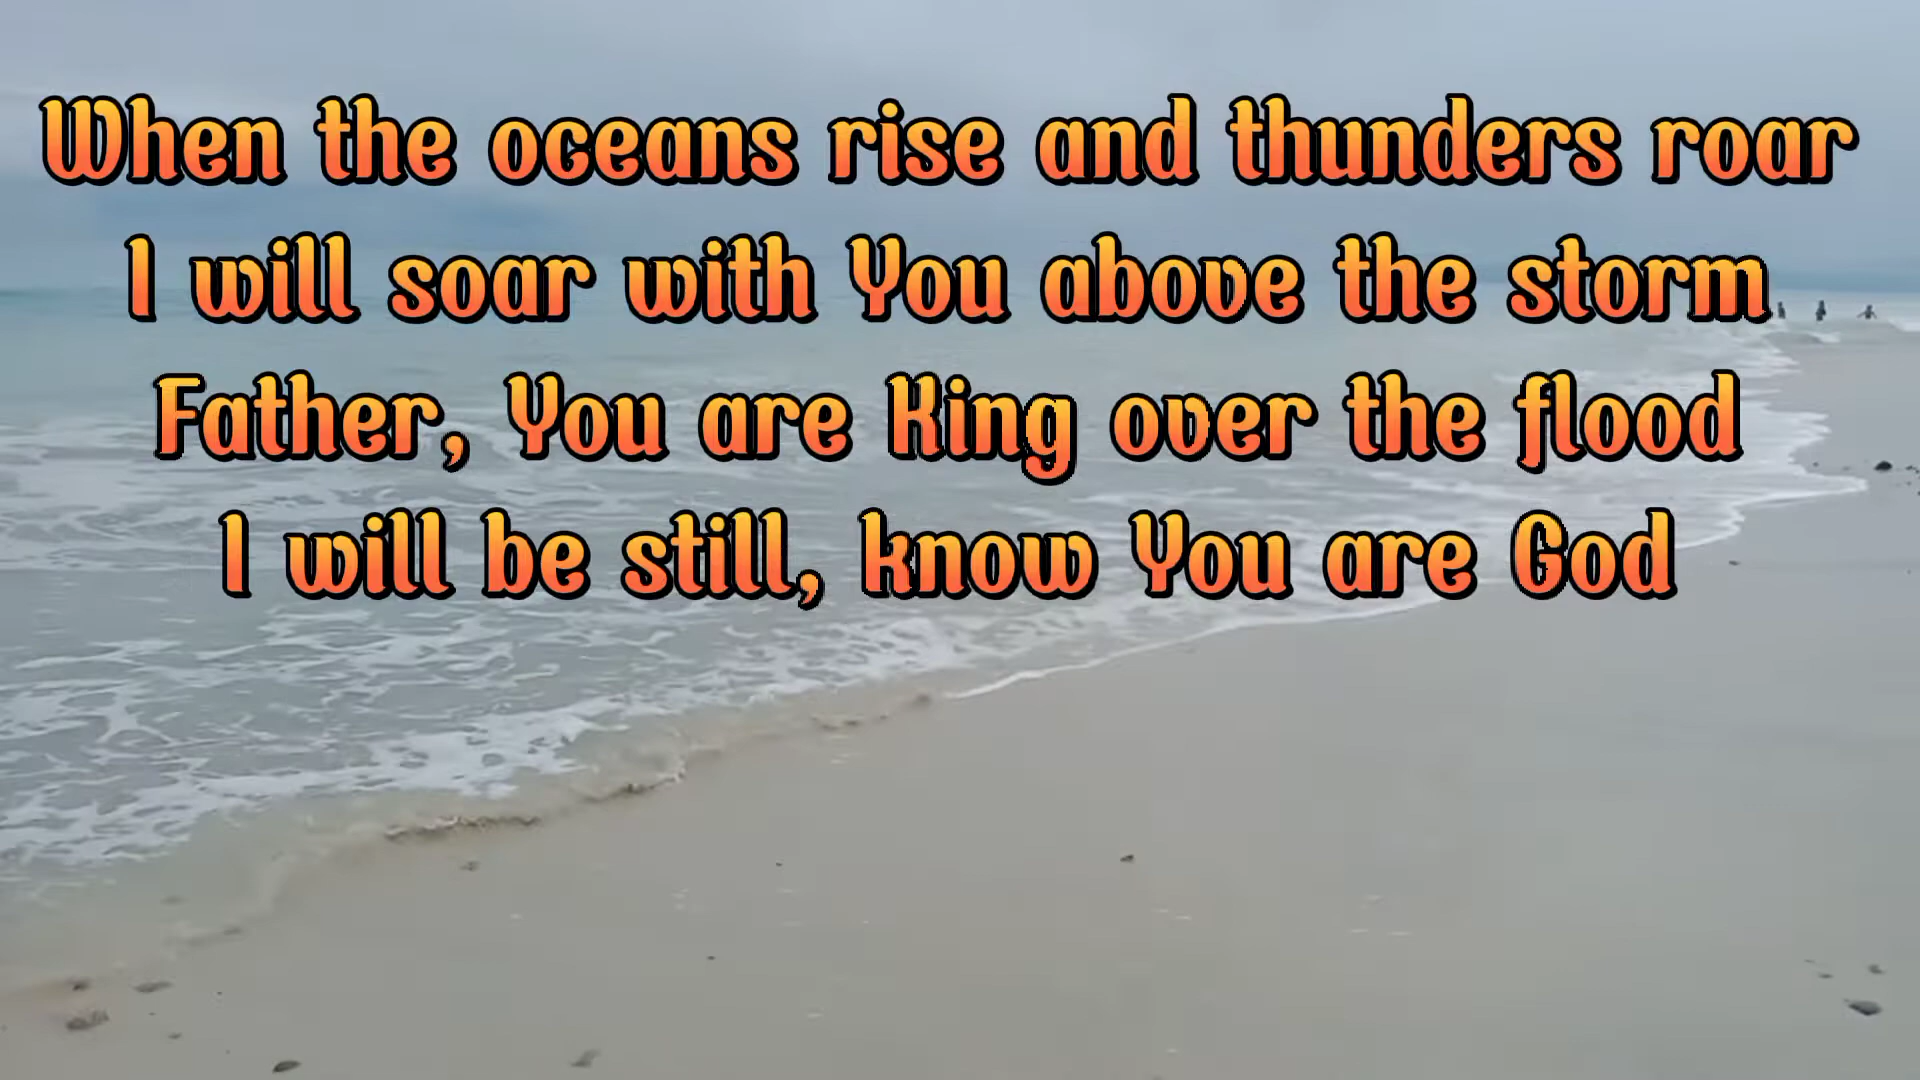 When the oceans rise and thunders roar
I will soar with You above the storm
Father, You are King over the flood
I will be still, know You are God